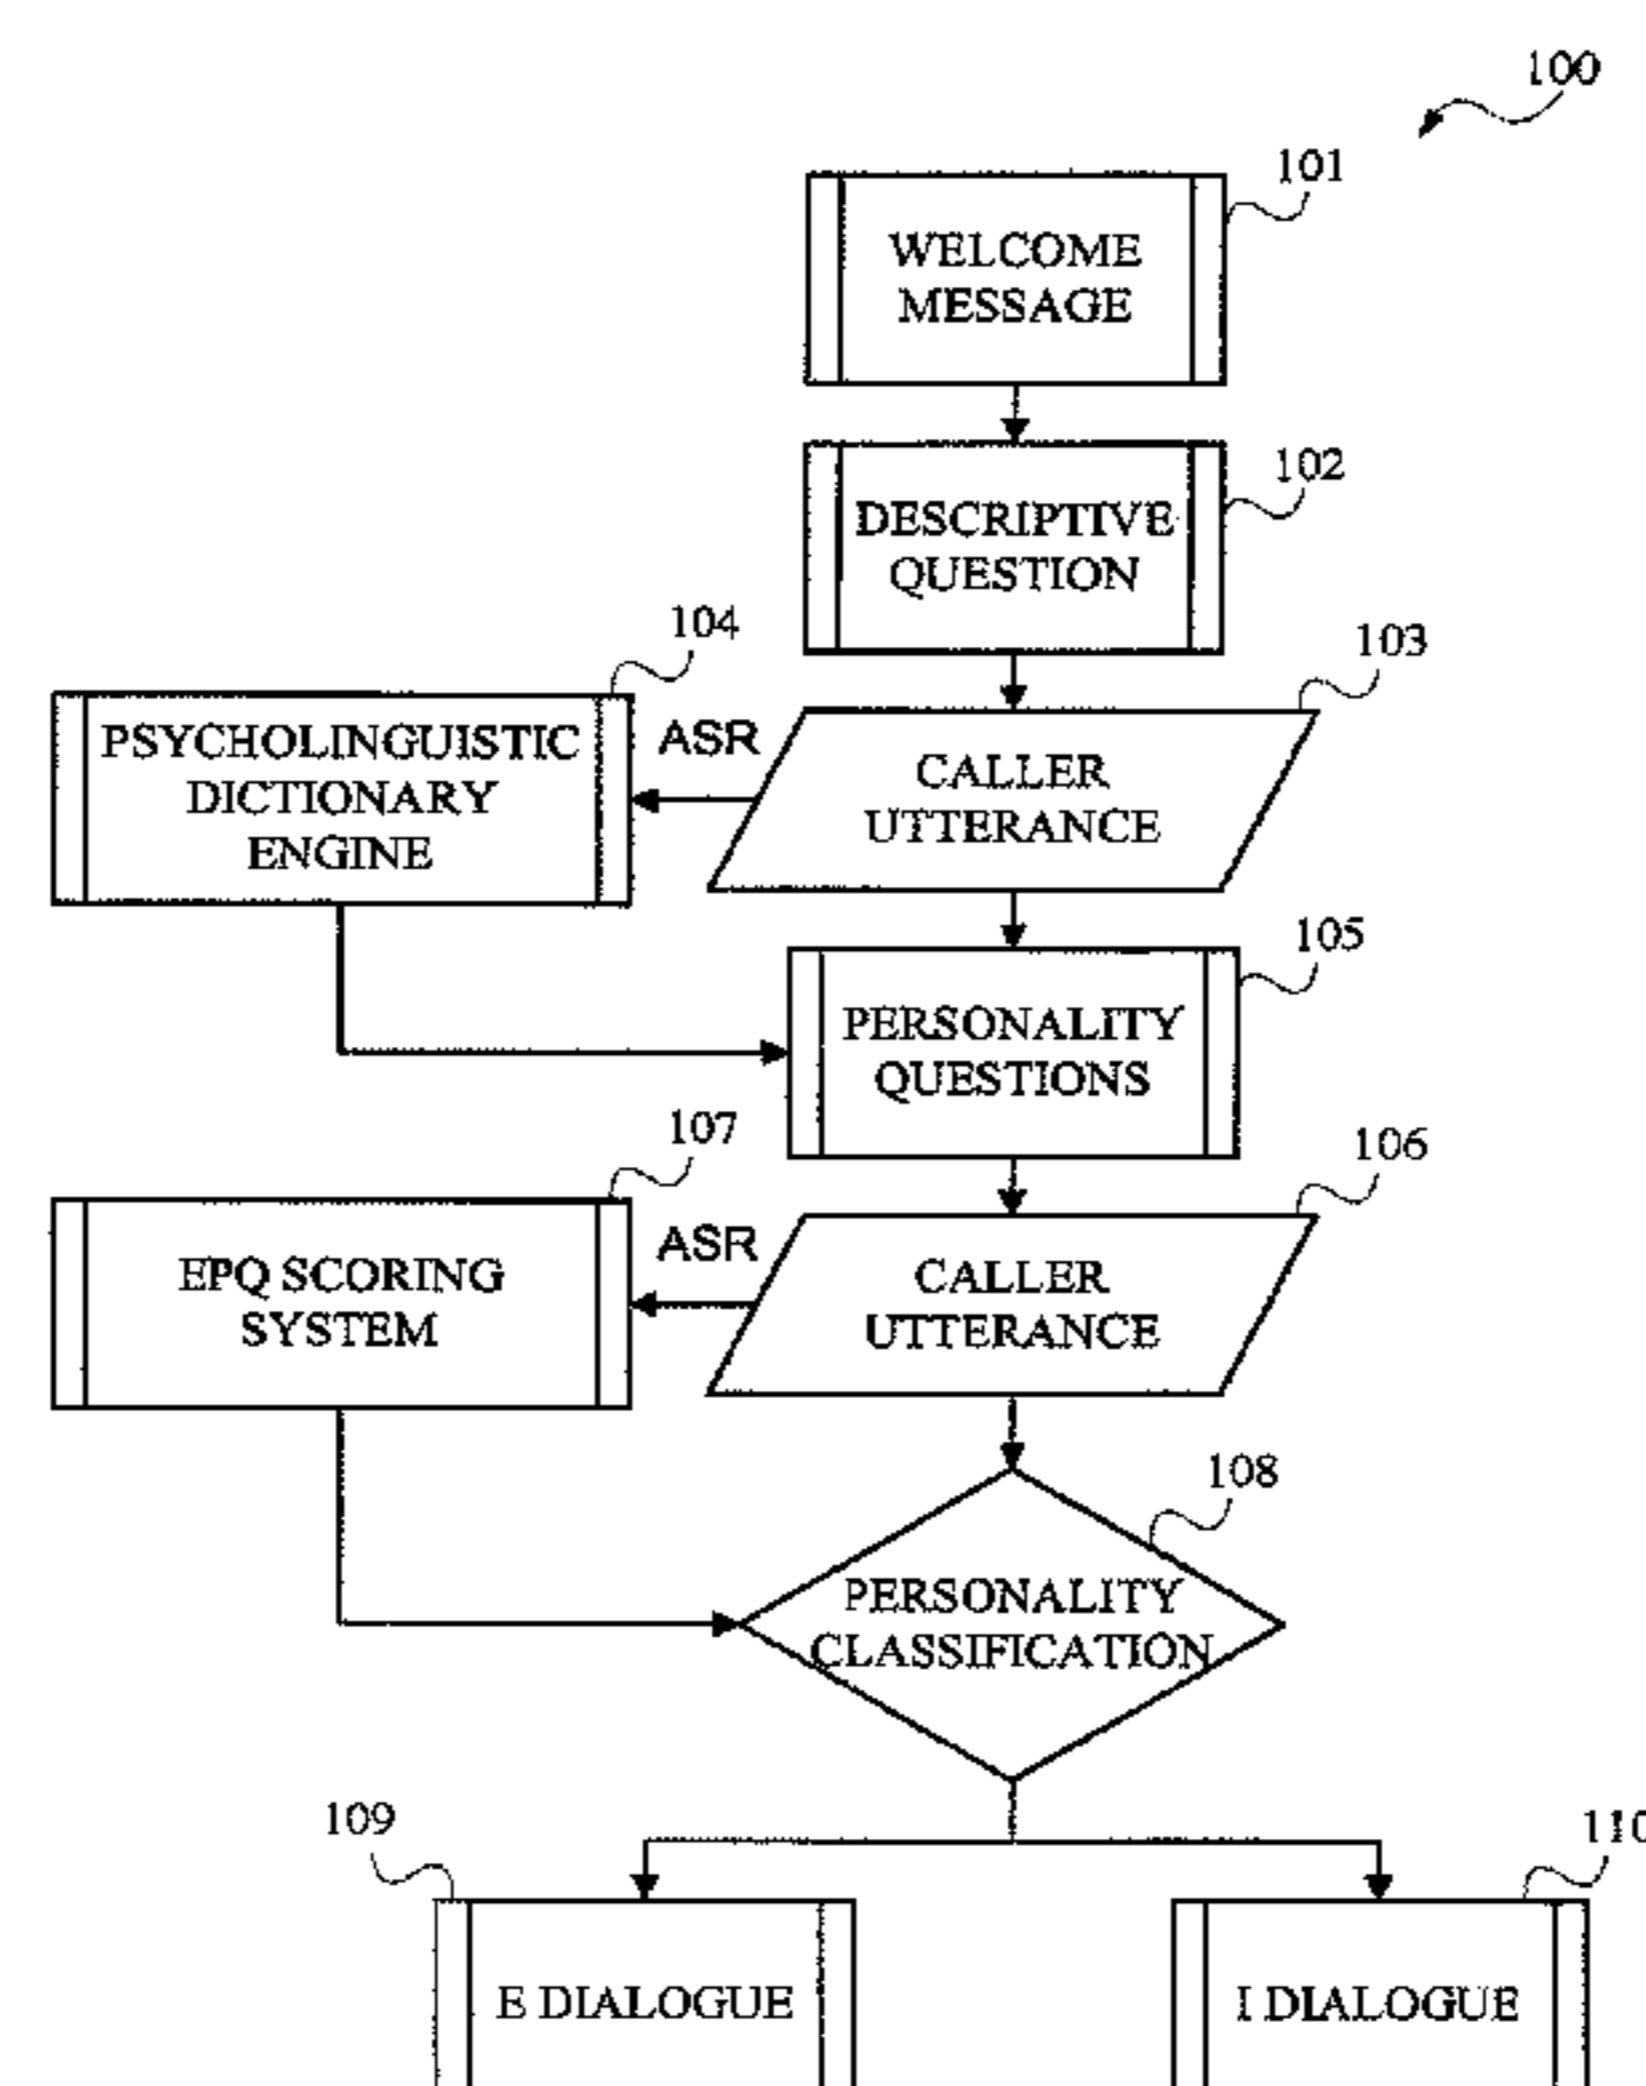 100
101
WELCOME
MESSAGE
102
DESCRIPTIVE
QUESTION
104
103
PSYCHOLINGUISTIC
DICTIONARY
ENGINE
ASR
CALLER
UTTERANCE
105
PERSONALITY
QUESTIONS
107
106
EPQ SCORING
SYSTEM
ASR
CALLER
UTTERANCE
108
PERSONALITY
CLASSIFICATION
109
110
E DIALOGUE
I DIALOGUE